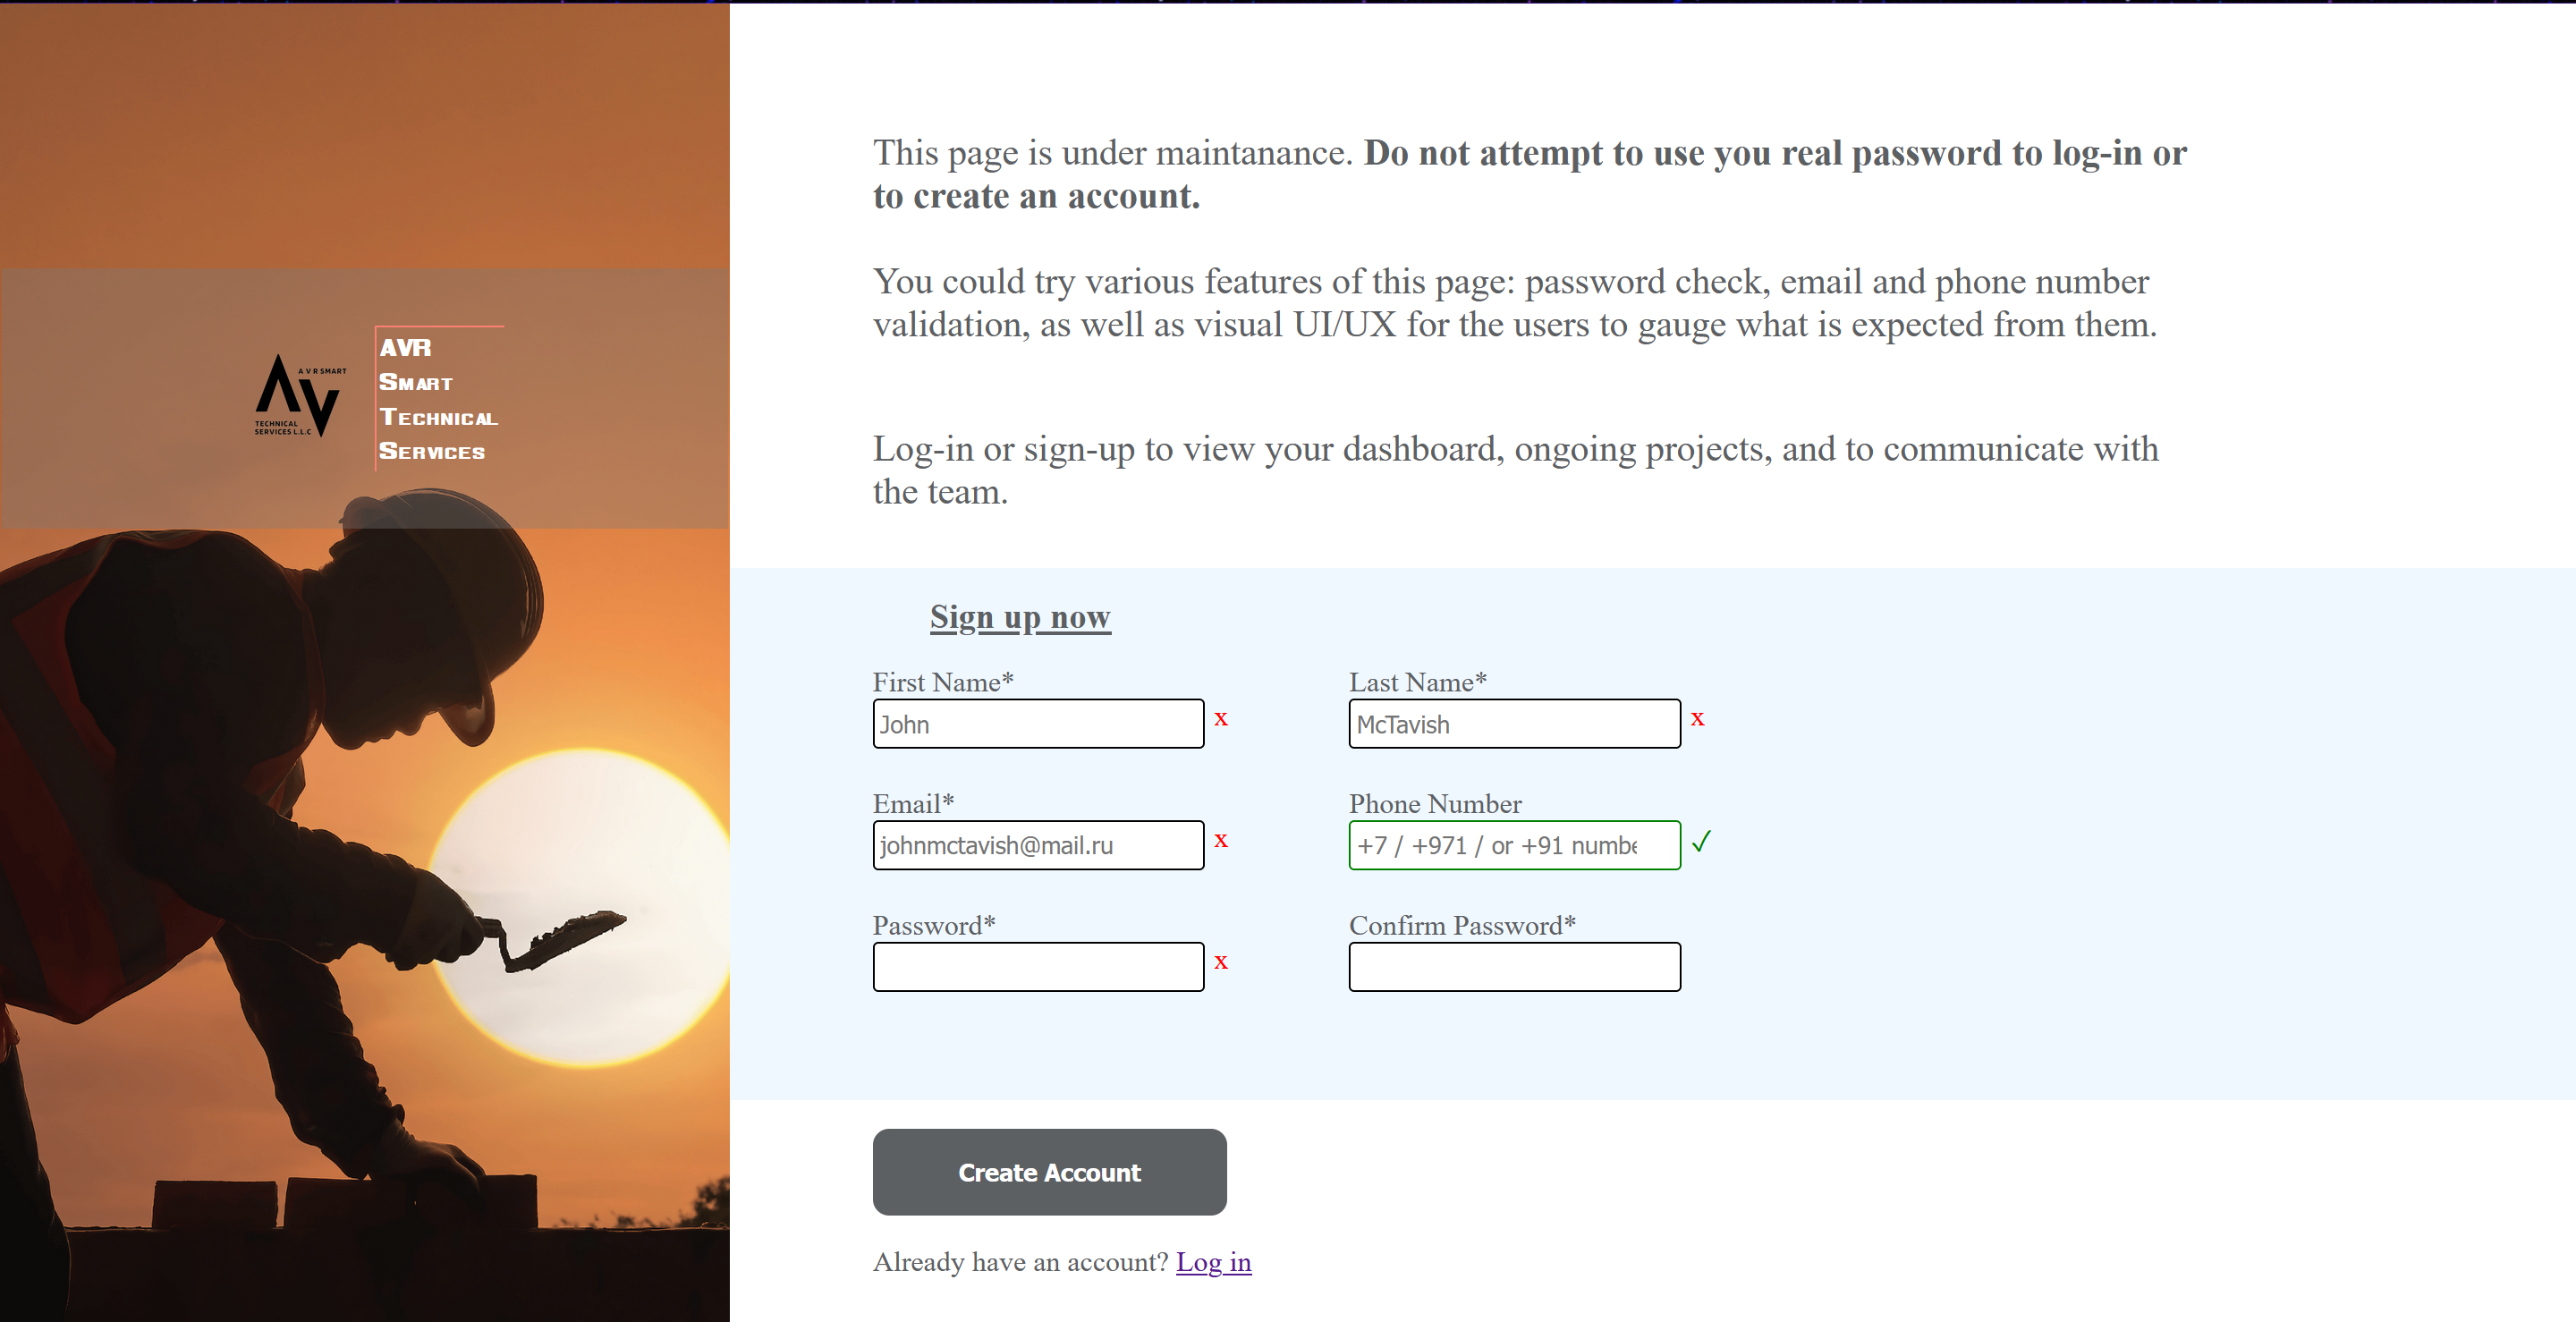 This page is under maintanance. Do not attempt to use you real password to log-in or
to create an account.
You could try various features of this page: password check, email and phone number
validation, as well as visual UI/UX for the users to gauge what is expected from them.
Log-in or sign-up to view your dashboard, ongoing projects, and to communicate with
the team.
A V R SMART
TECHNICAL
SERVICES L.L.C
AVR
SMART
TECHNICAL
SERVICES
Sign up now
First Name*
Last Name*
John
x
McTavish
x
Email*
Phone Number
johnmctavish@mail.ru
x
+7 / +971 / or +91 numbe
✓
Password*
Confirm Password*
x
Create Account
Already have an account? Log in